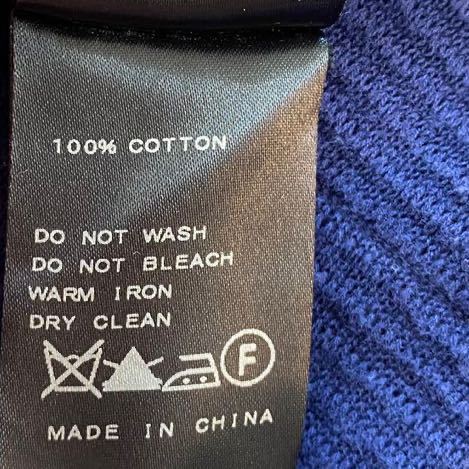 100% COTTON
DO NOT WASH
DO NOT BLEACH
WARM IRON
DRY CLEAN
F
MADE IN CHINA